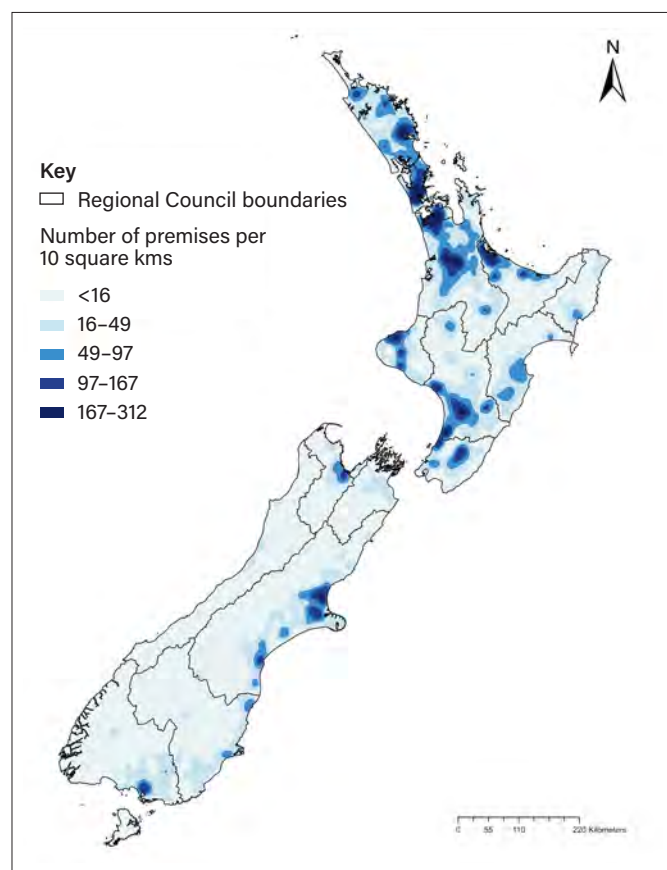 N
Key
Regional Council boundaries
Number of premises per
10 square kms
<16
16–49
49–97
97–167
167–312
0 55 110 220 Kilometers